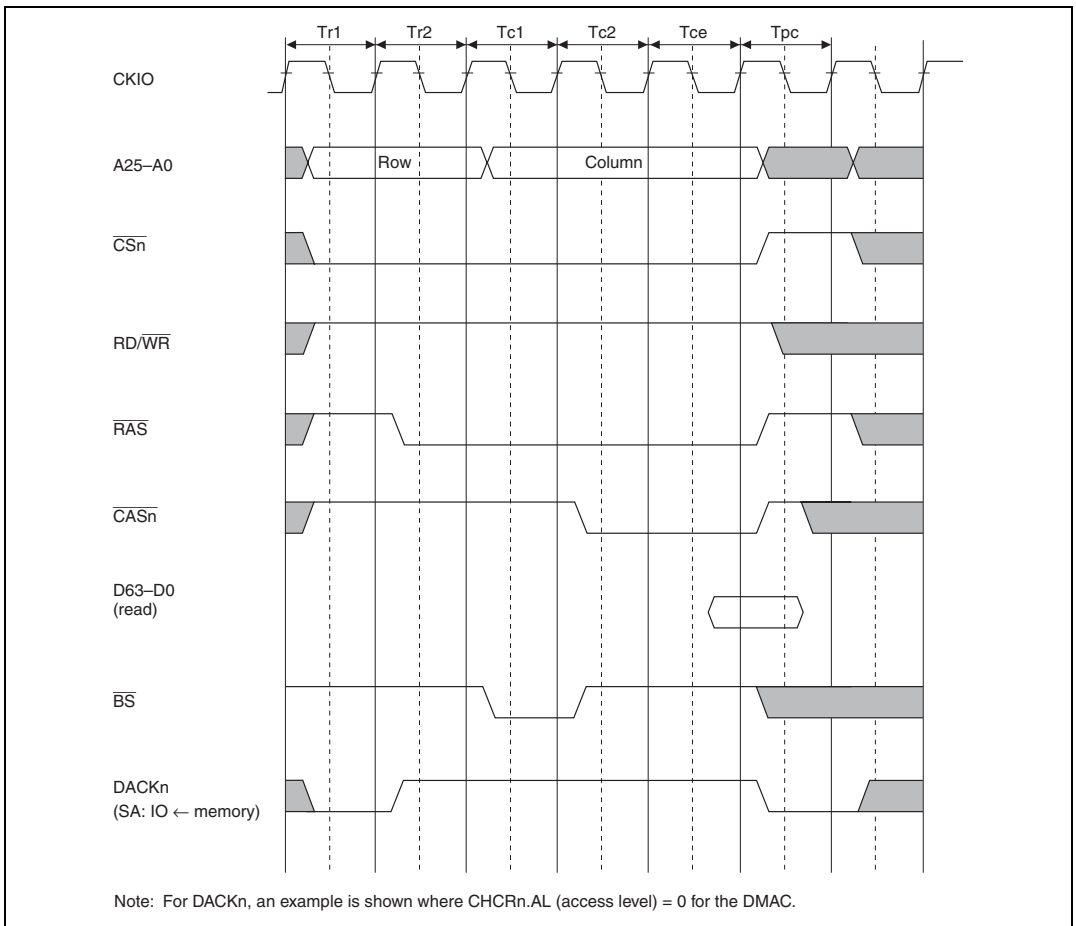 Tr1 Tr2 Tc1 Tc2 Tce Tpc
CKIO
A25–A0 Row Column
CSn
RD/WR
RAS
CASn
D63–D0
(read)
BS
DACKn
(SA: IO ← memory)
Note: For DACKn, an example is shown where CHCRn.AL (access level) = 0 for the DMAC.